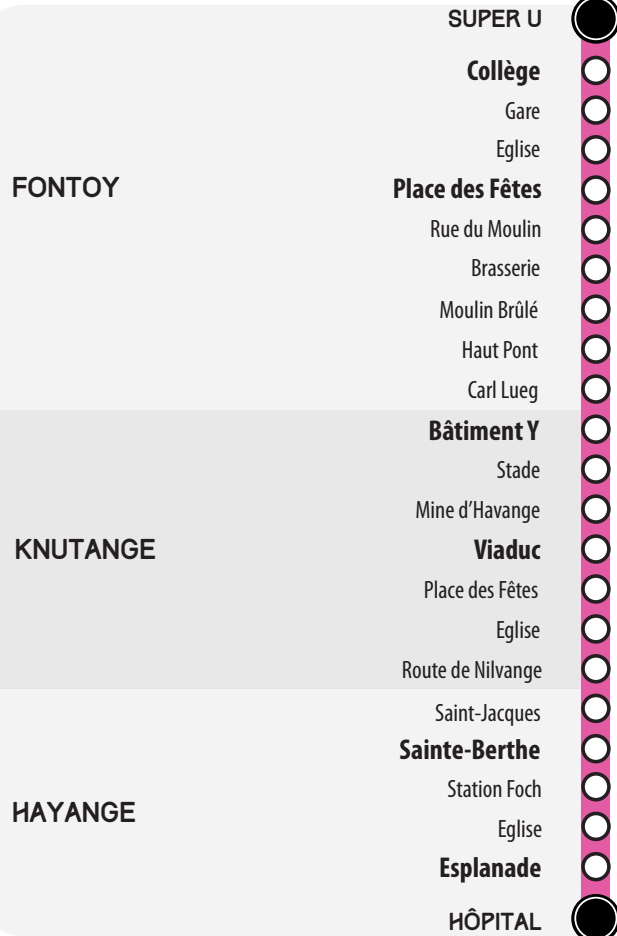 SUPER U
Collège
Gare
Eglise
FONTOY
Place des Fêtes
Rue du Moulin
Brasserie
Moulin Brûlé
Haut Pont
Carl Lueg
Bâtiment Y
Stade
Mine d'Havange
KNUTANGE
Viaduc
Place des Fêtes
Eglise
Route de Nilvange
Saint-Jacques
Sainte-Berthe
Station Foch
HAYANGE
Eglise
Esplanade
HÔPITAL